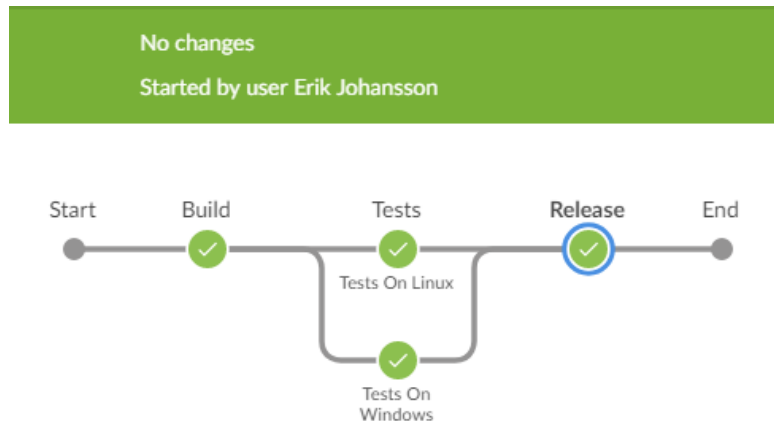 No changes
Started by user Erik Johansson
Start
Build
Tests
Release
End
Tests On Linux
Tests On
Windows